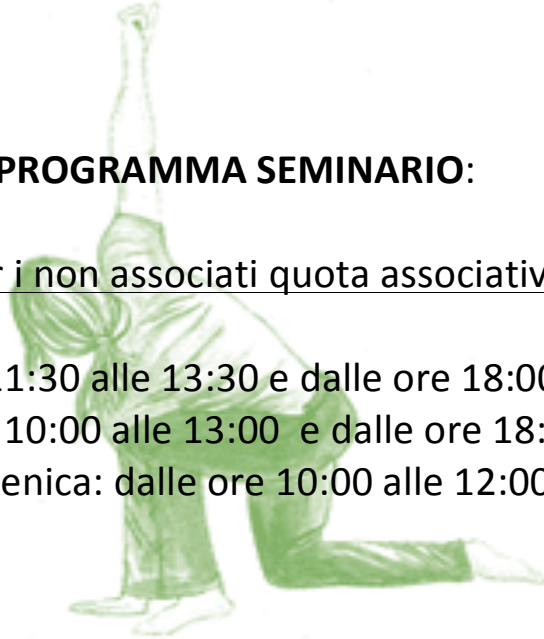 PROGRAMMA SEMINARIO:
i non associati quota associativ
11:30 alle 13:30 e dalle ore 18:00
10:00 alle 13:00 e dalle ore 18:
enica: dalle ore 10:00 alle 12:00